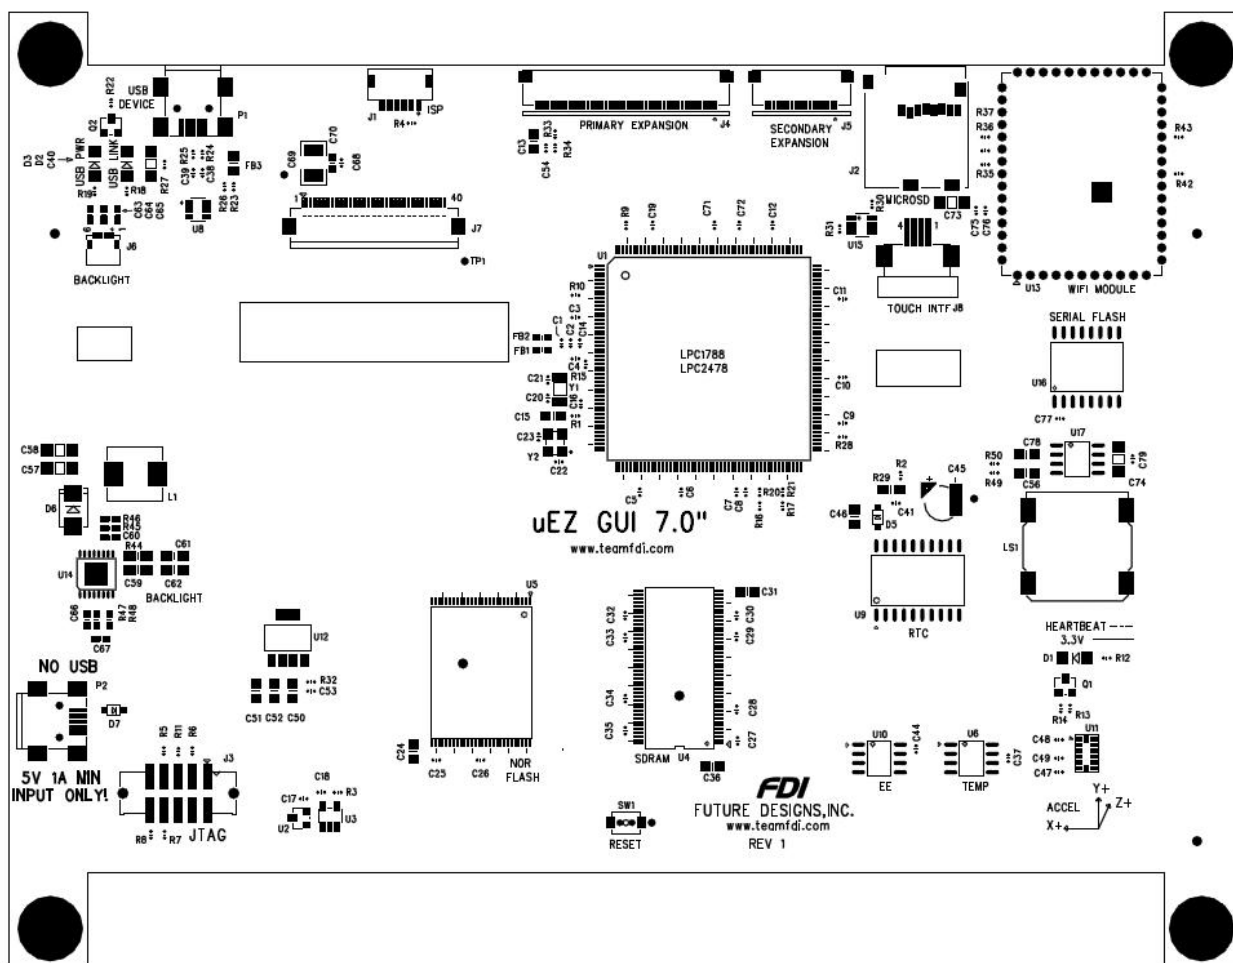 R22
USB
DEVICE
P1
Q2
D3
D2
C40
USB PWR
USB LINK
R25
R24
C39
C38
FB3
R19
R18
R27
R26
R23
C63
C64
C65
U8
6
1
J6
BACKLIGHT
C69
C70
C68
J1
ISP
R4
1
40
J7
TP1
PRIMARY EXPANSION
J4
SECONDARY
EXPANSION
J5
C13
R33
R34
C54
J2
MICROSD
R37
R36
R35
R43
R42
R30
R31
U15
C73
C75
C76
4
1
TOUCH INTF
J8
U13
WIFI MODULE
R9
C19
C71
C72
C12
U1
R10
C3
C1
C2
C14
FB2
FB1
C4
R15
C21
Y1
C20
C16
C15
R1
C23
Y2
C22
LPC1788
LPC2478
C11
C10
C9
R28
C5
C6
C7
C8
R20
R21
R16
R17
SERIAL FLASH
U16
C77
U17
C78
R50
R49
C56
C79
C74
C58
C57
L1
D6
R46
R45
C60
R44
C61
U14
C59
C62
BACKLIGHT
C66
R47
R48
C67
uEZ GUI 7.0"
www.teamfdi.com
R29
R2
C45
C41
C46
D5
U9
RTC
LS1
HEARTBEAT
3.3V
D1
R12
Q1
R14
R13
U5
NOR
FLASH
C24
C25
C26
U12
R32
C53
C51
C52
C50
C31
C32
C33
C30
C29
C34
C35
C28
C27
SDRAM
U4
C36
NO USB
P2
D7
5V 1A MIN
INPUT ONLY!
R5
R11
R6
J3
R8
R7
JTAG
C18
C17
R3
U2
U3
U10
C44
EE
U6
C37
TEMP
U11
C48
C49
C47
ACCEL
Y+
Z+
X+
FDI
FUTURE DESIGNS,INC.
www.teamfdi.com
REV 1
SW1
RESET